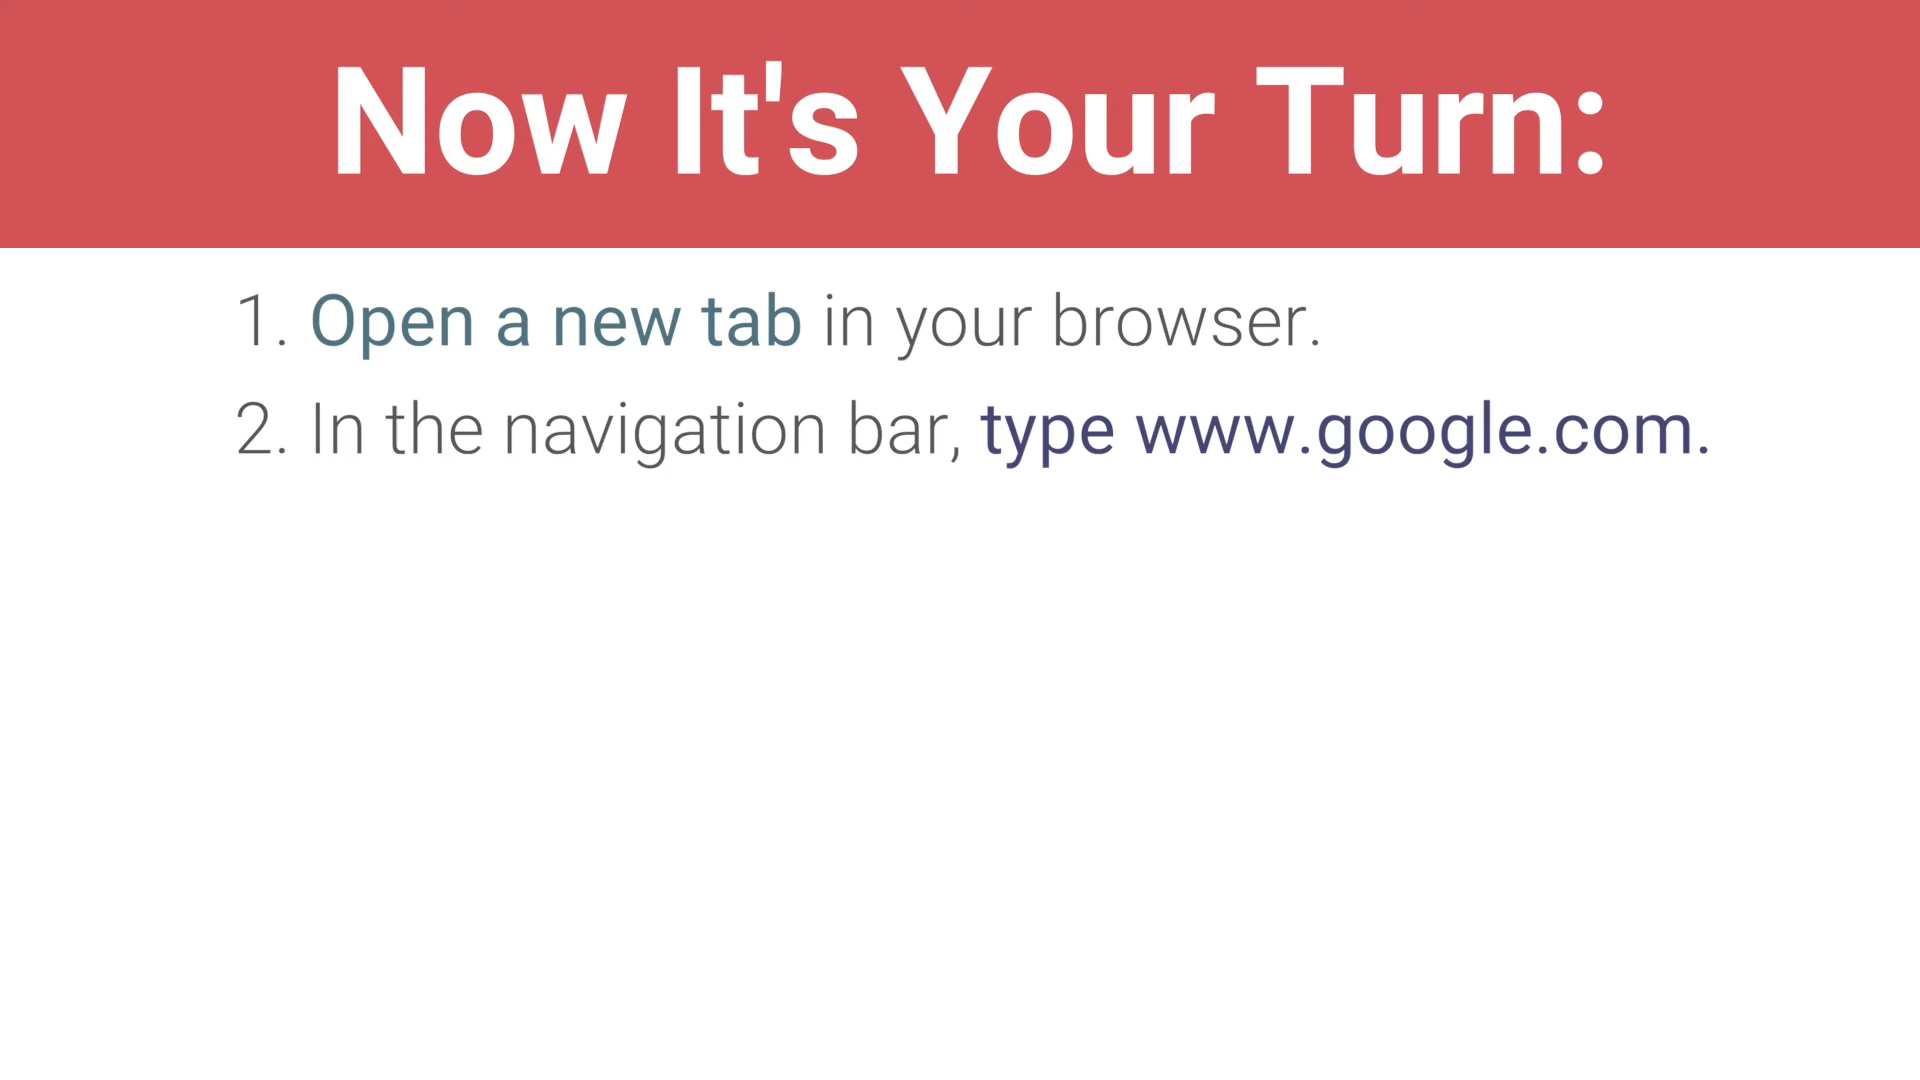 Now It's Your Turn:
1. Open a new tab in your browser.
2. In the navigation bar, type www.google.com.